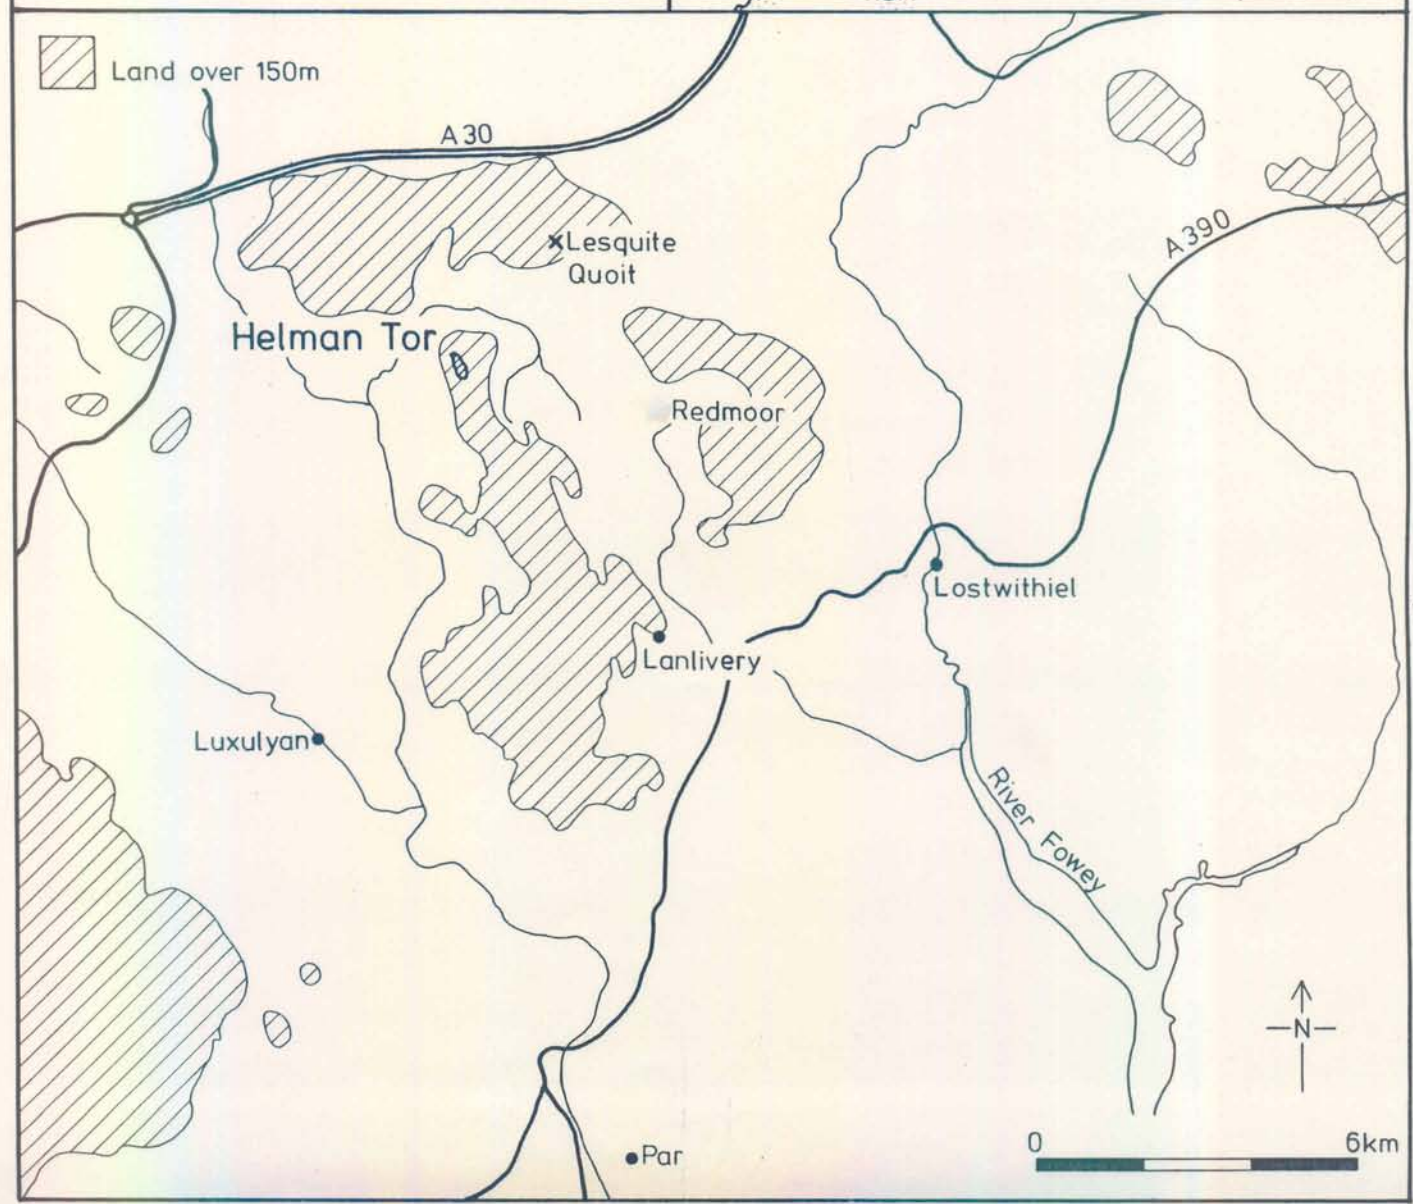 Land over 150m
A30
Lesquite
Quoit
A390
Helman Tor
Redmoor
Lostwithiel
Lanlivery
Luxulyan
River Fowey
N
0 6km
Par